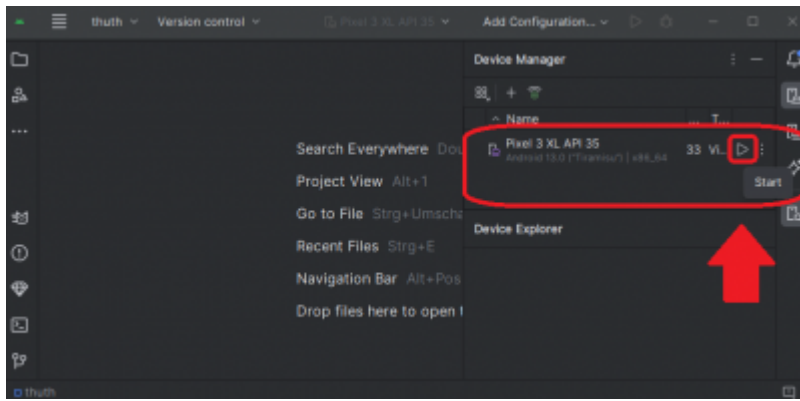 thuth
Version control
Pixel 3 XL API 35
Add Configuration...
Device Manager
Name
... T...
Pixel 3 XL API 35
33 Vi...
Android 13.0 ("Tiramisu") | x86_64
Start
Search Everywhere Dou
Project View Alt+1
Go to File Strg+Umscha
Recent Files Strg+E
Navigation Bar Alt+Pos
Drop files here to open t
Device Explorer
thuth